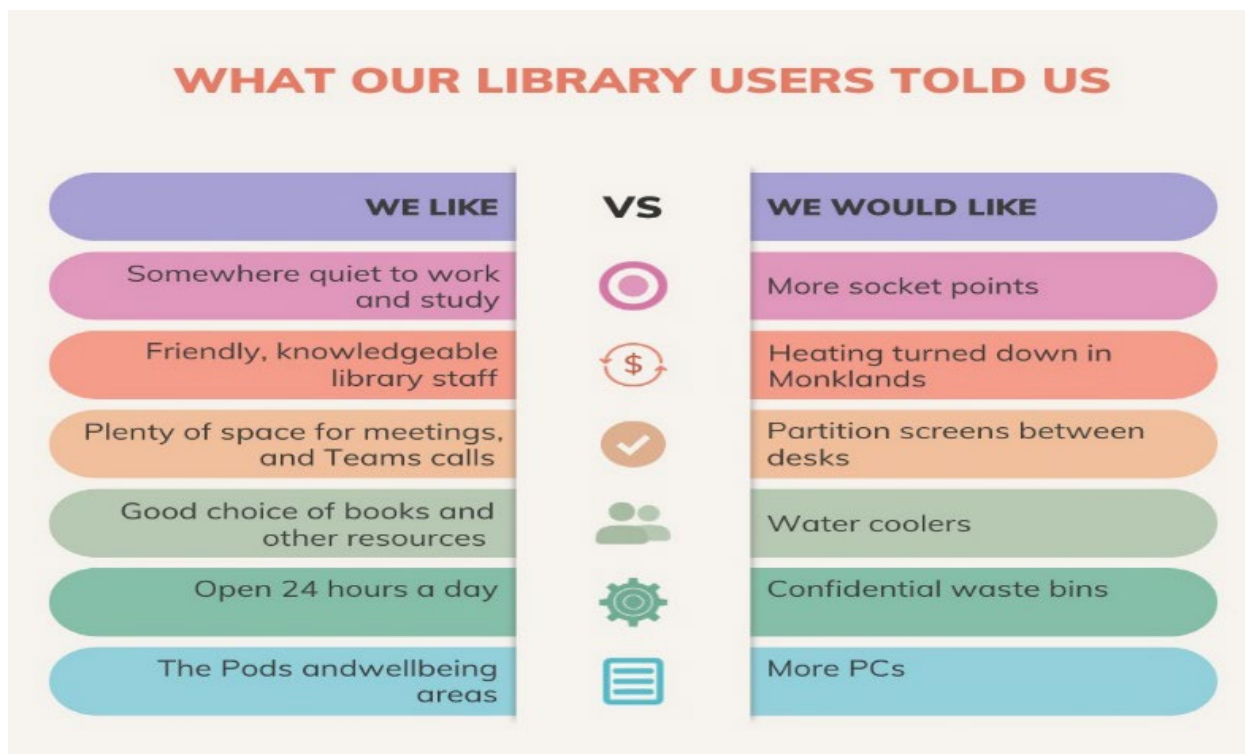 WHAT OUR LIBRARY USERS TOLD US
WE LIKE
VS
WE WOULD LIKE
Somewhere quiet to work
and study
More socket points
Friendly, knowledgeable
library staff
$
Heating turned down in
Monklands
Plenty of space for meetings,
and Teams calls
Partition screens between
desks
Good choice of books and
other resources
Water coolers
Open 24 hours a day
Confidential waste bins
The Pods andwellbeing
areas
More PCs